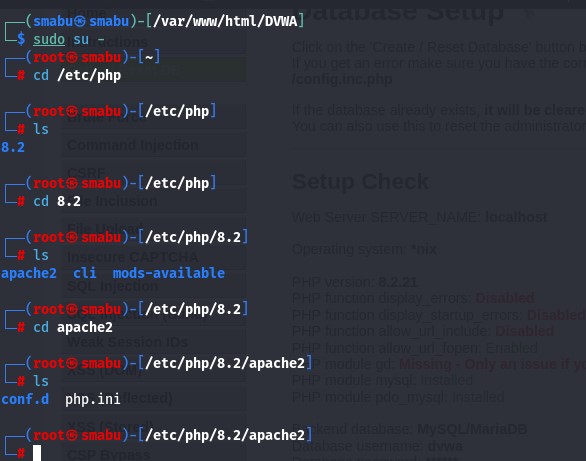 ┌──(smabu㉿smabu)-[/var/www/html/DVWA]
└─$ sudo su -
┌──(root㉿smabu)-[~]
└─# cd /etc/php
┌──(root㉿smabu)-[/etc/php]
└─# ls
8.2
┌──(root㉿smabu)-[/etc/php]
└─# cd 8.2
┌──(root㉿smabu)-[/etc/php/8.2]
└─# ls
apache2 cli mods-available
┌──(root㉿smabu)-[/etc/php/8.2]
└─# cd apache2
┌──(root㉿smabu)-[/etc/php/8.2/apache2]
└─# ls
conf.d php.ini
┌──(root㉿smabu)-[/etc/php/8.2/apache2]
└─#
Database Setup
Click on the 'Create / Reset Database' button
If you get an error make sure you have the
/config.inc.php
If the database already exists, it will be cleare
You can also use this to reset the administrator
Setup Check
Web Server SERVER_NAME: localhost
Operating system: *nix
PHP version: 8.2.21
PHP function display_errors: Disabled
PHP function display_startup_errors: Disabled
PHP function allow_url_include: Disabled
PHP function allow_url_fopen: Enabled
PHP module gd: Missing - Only an issue if y
PHP module mysql: Installed
PHP module pdo_mysql: Installed
Backend database: MySQL/MariaDB
Database username: dvwa
Command Injection
CSRF
File Inclusion
File Upload
Insecure CAPTCHA
SQL Injection
Weak Session IDs
XSS (DOM)
XSS (Reflected)
XSS (Stored)
CSP Bypass